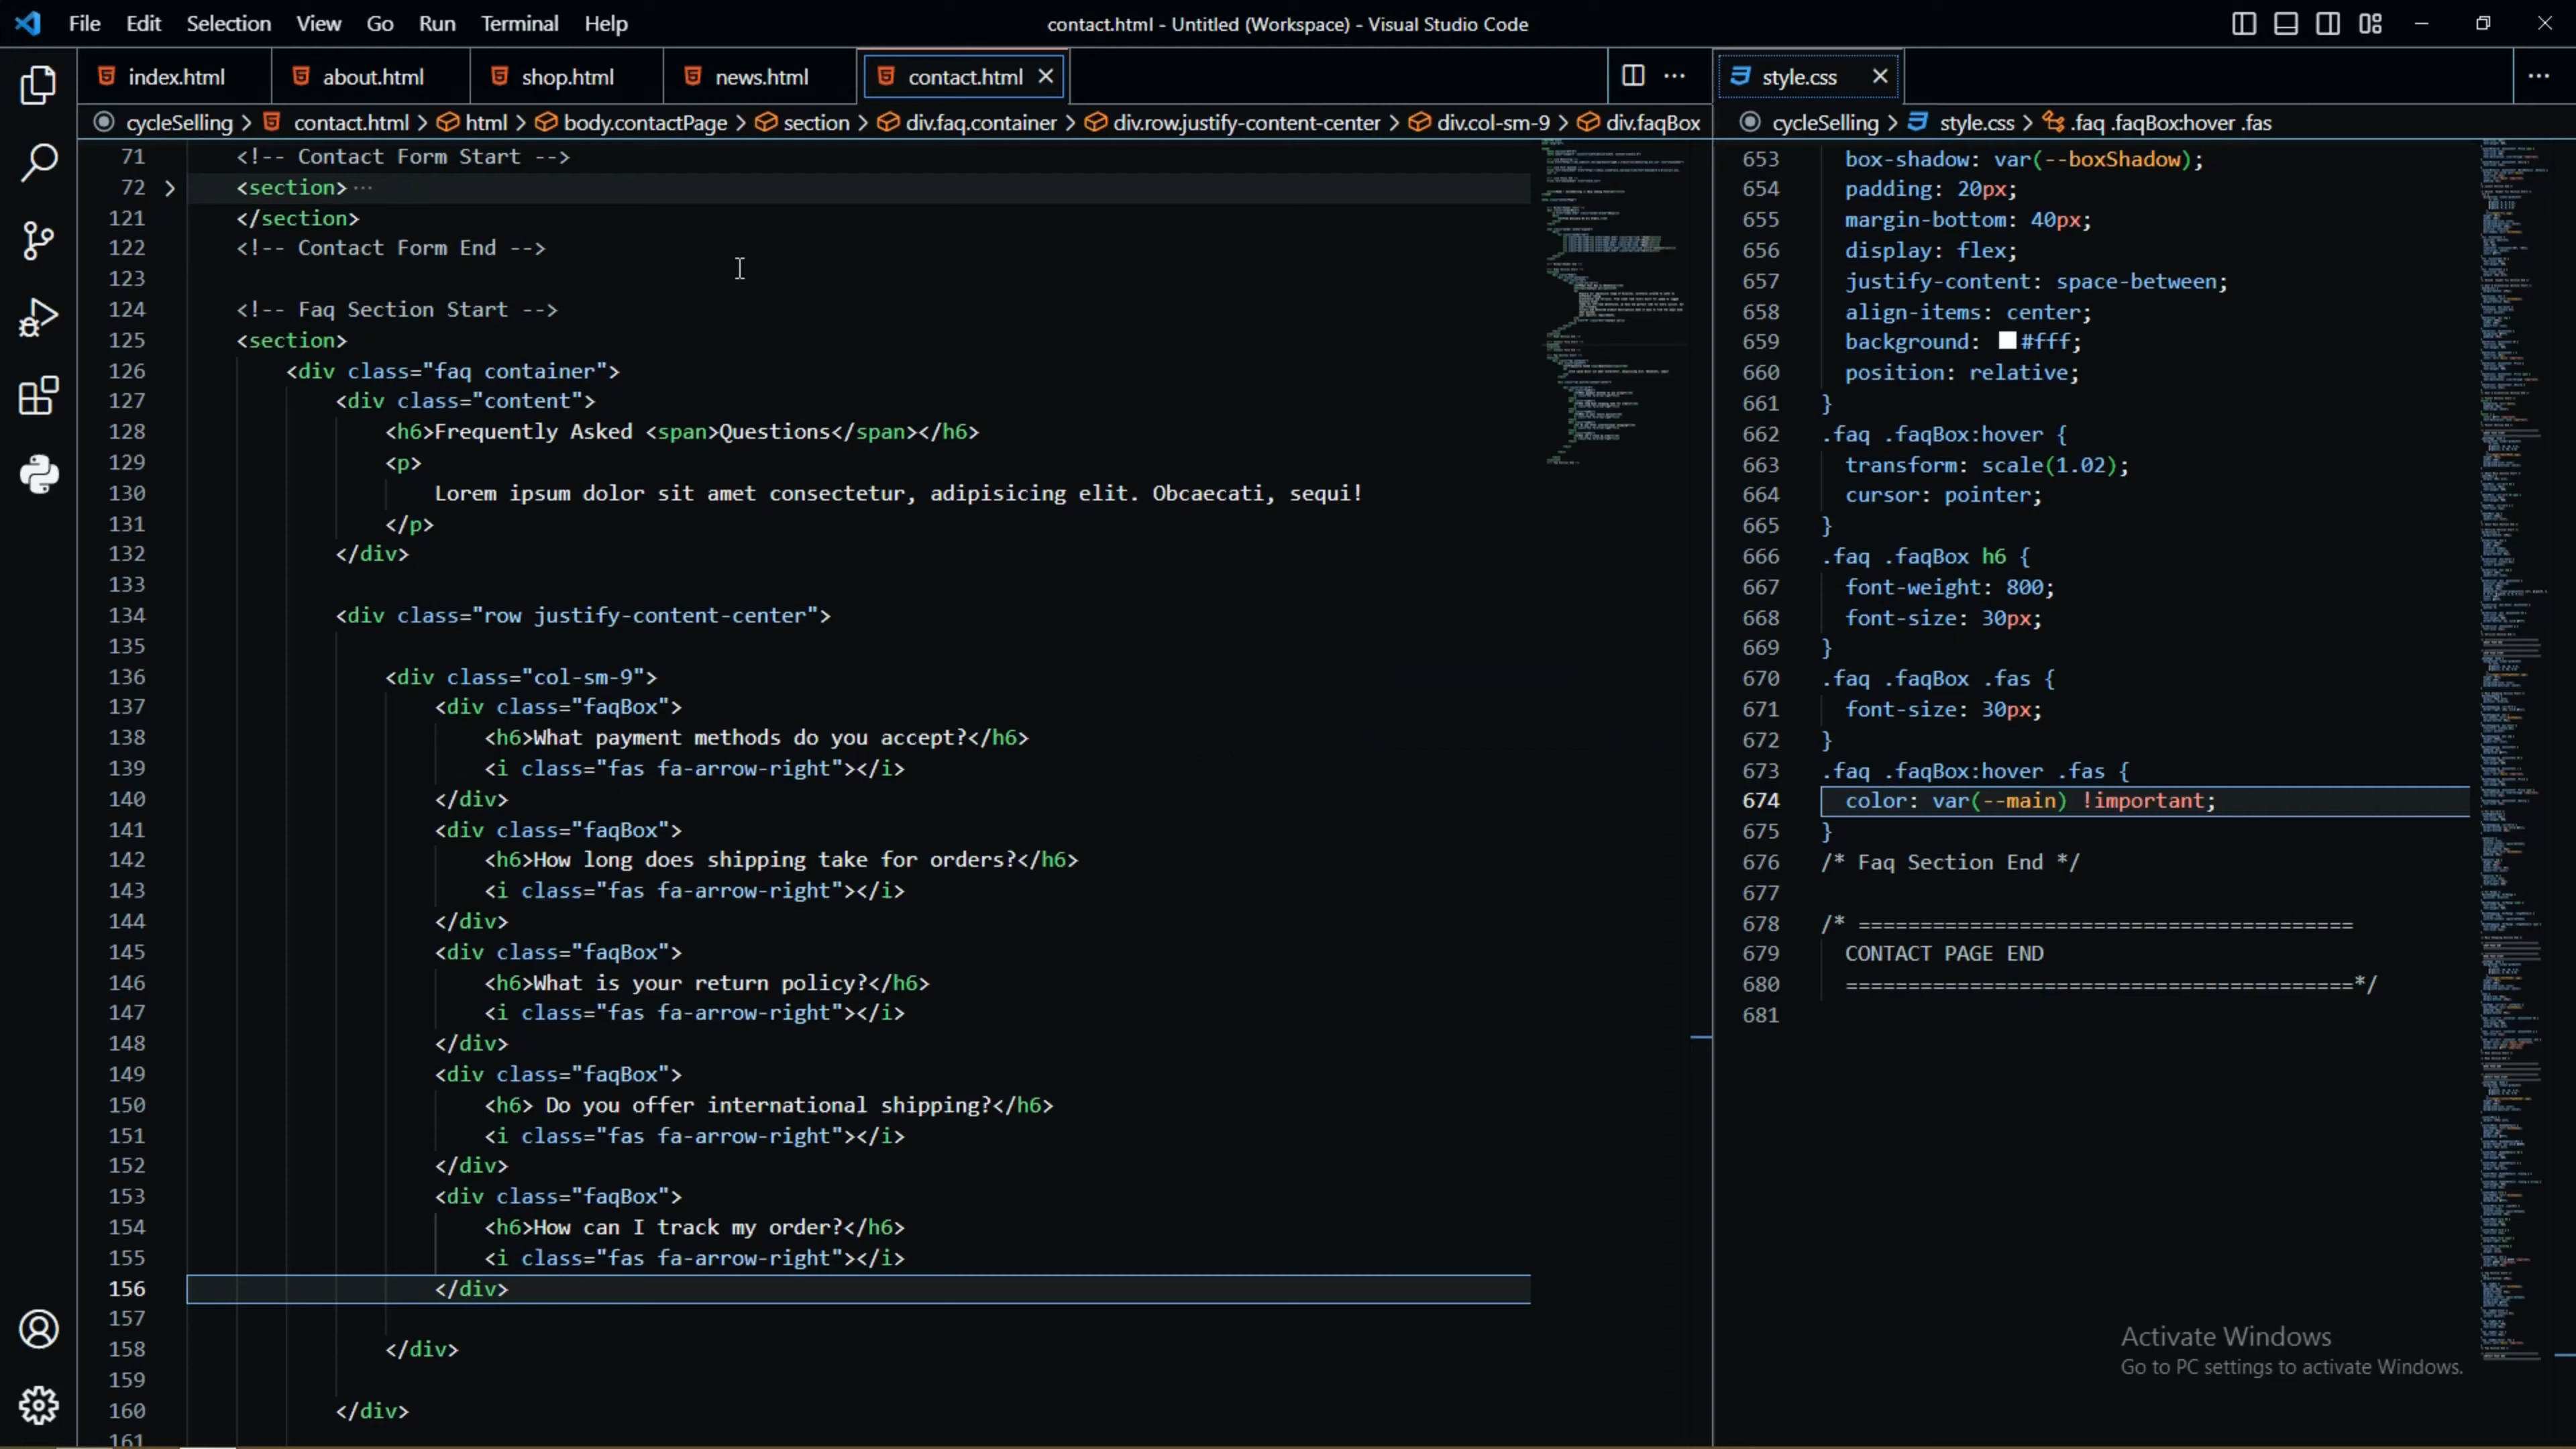 File Edit Selection View Go Run Terminal Help
contact.html - Untitled (Workspace) - Visual Studio Code
index.html about.html shop.html news.html contact.html
cycleSelling > contact.html > html > body.contactPage > section > div.faq.container > div.row.justify-content-center > div.col-sm-9 > div.faqBox
71 <!-- Contact Form Start -->
72 <section> ···
121 </section>
122 <!-- Contact Form End -->
123
124 <!-- Faq Section Start -->
125 <section>
126 <div class="faq container">
127 <div class="content">
128 <h6>Frequently Asked <span>Questions</span></h6>
129 <p>
130 Lorem ipsum dolor sit amet consectetur, adipisicing elit. Obcaecati, sequi!
131 </p>
132 </div>
133
134 <div class="row justify-content-center">
135
136 <div class="col-sm-9">
137 <div class="faqBox">
138 <h6>What payment methods do you accept?</h6>
139 <i class="fas fa-arrow-right"></i>
140 </div>
141 <div class="faqBox">
142 <h6>How long does shipping take for orders?</h6>
143 <i class="fas fa-arrow-right"></i>
144 </div>
145 <div class="faqBox">
146 <h6>What is your return policy?</h6>
147 <i class="fas fa-arrow-right"></i>
148 </div>
149 <div class="faqBox">
150 <h6> Do you offer international shipping?</h6>
151 <i class="fas fa-arrow-right"></i>
152 </div>
153 <div class="faqBox">
154 <h6>How can I track my order?</h6>
155 <i class="fas fa-arrow-right"></i>
156 </div>
157
158 </div>
159
160 </div>
161
style.css
cycleSelling > style.css > .faq .faqBox:hover .fas
653 box-shadow: var(--boxShadow);
654 padding: 20px;
655 margin-bottom: 40px;
656 display: flex;
657 justify-content: space-between;
658 align-items: center;
659 background: #fff;
660 position: relative;
661 }
662 .faq .faqBox:hover {
663 transform: scale(1.02);
664 cursor: pointer;
665 }
666 .faq .faqBox h6 {
667 font-weight: 800;
668 font-size: 30px;
669 }
670 .faq .faqBox .fas {
671 font-size: 30px;
672 }
673 .faq .faqBox:hover .fas {
674 color: var(--main) !important;
675 }
676 /* Faq Section End */
677
678 /* ========================================
679 CONTACT PAGE END
680 =========================================*/
681
Activate Windows
Go to PC settings to activate Windows.